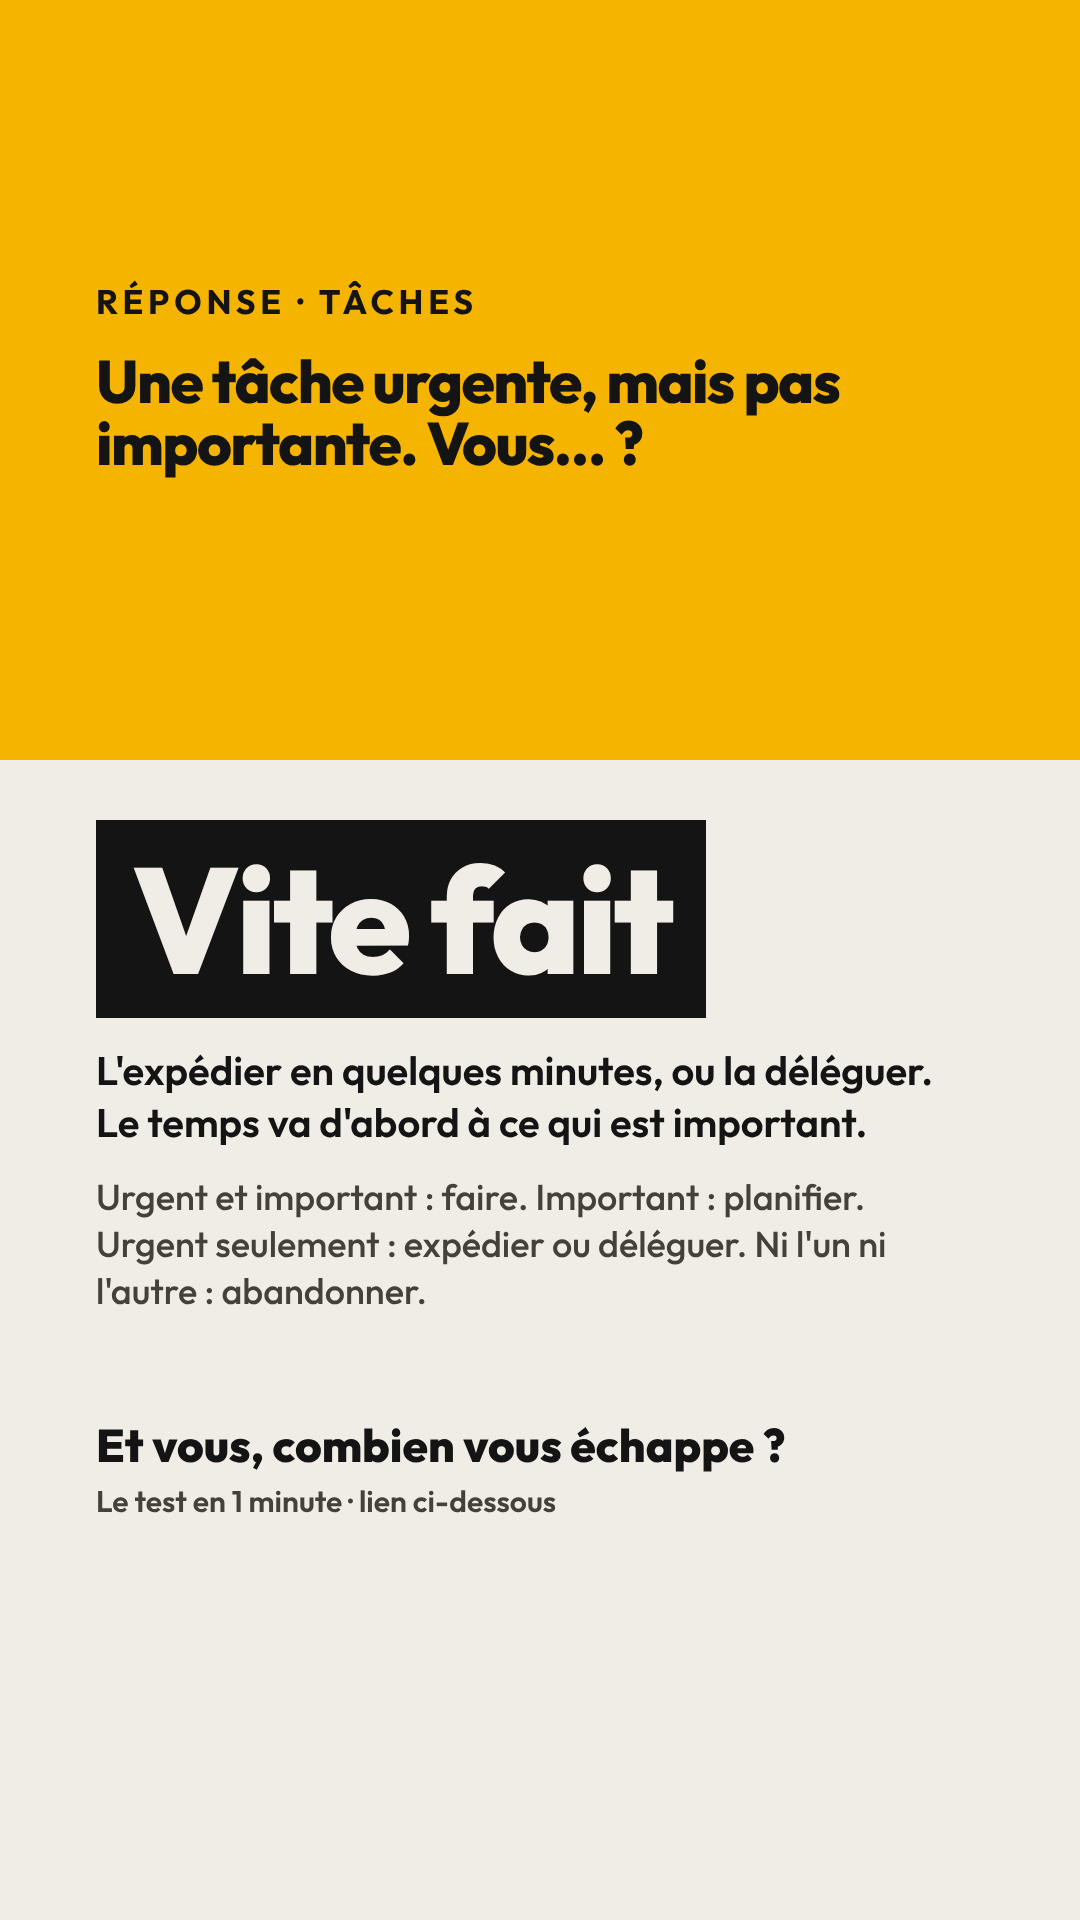 RÉPONSE · TÂCHES
Une tâche urgente, mais pas
importante. Vous... ?
Vite fait
L'expédier en quelques minutes, ou la déléguer.
Le temps va d'abord à ce qui est important.
Urgent et important : faire. Important : planifier.
Urgent seulement : expédier ou déléguer. Ni l'un ni
l'autre : abandonner.
Et vous, combien vous échappe ?
Le test en 1 minute · lien ci-dessous